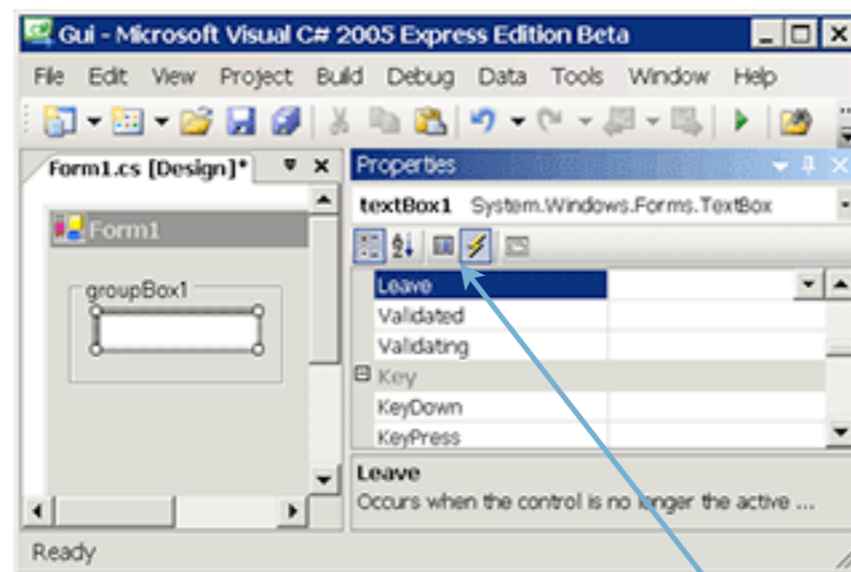 Gui - Microsoft Visual C# 2005 Express Edition Beta
File Edit View Project Build Debug Data Tools Window Help
Form1.cs [Design]*
Form1
groupBox1
Properties
textBox1 System.Windows.Forms.TextBox
Leave
Validated
Validating
Key
KeyDown
KeyPress
Leave
Occurs when the control is no longer the active ...
Ready